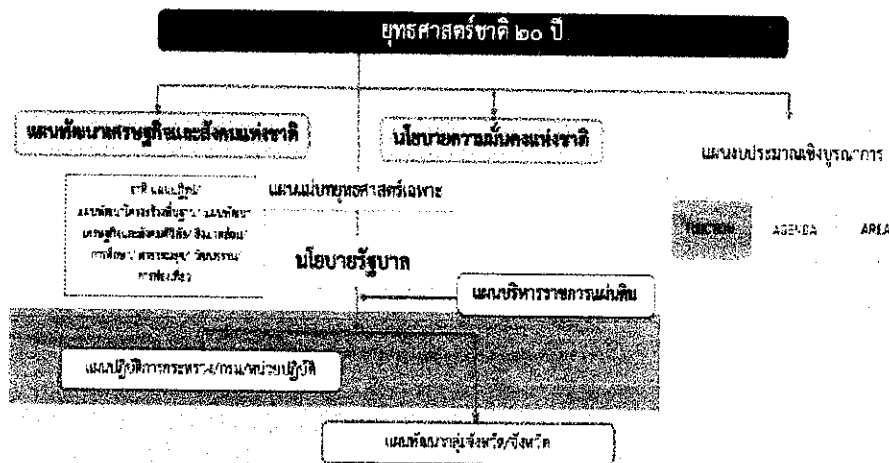 ยุทธศาสตร์ชาติ ๒๐ ปี
แผนพัฒนาเศรษฐกิจและสังคมแห่งชาติ
นโยบายความมั่นคงแห่งชาติ
แผนงบประมาณเชิงบูรณาการ
แผนแม่บทยุทธศาสตร์เฉพาะ
FUNCTION AGENDA AREA
นโยบายรัฐบาล
แผนบริหารราชการแผ่นดิน
แผนปฏิบัติการกระทรวง/กรม/หน่วยปฏิบัติ
แผนพัฒนากลุ่มจังหวัด/จังหวัด